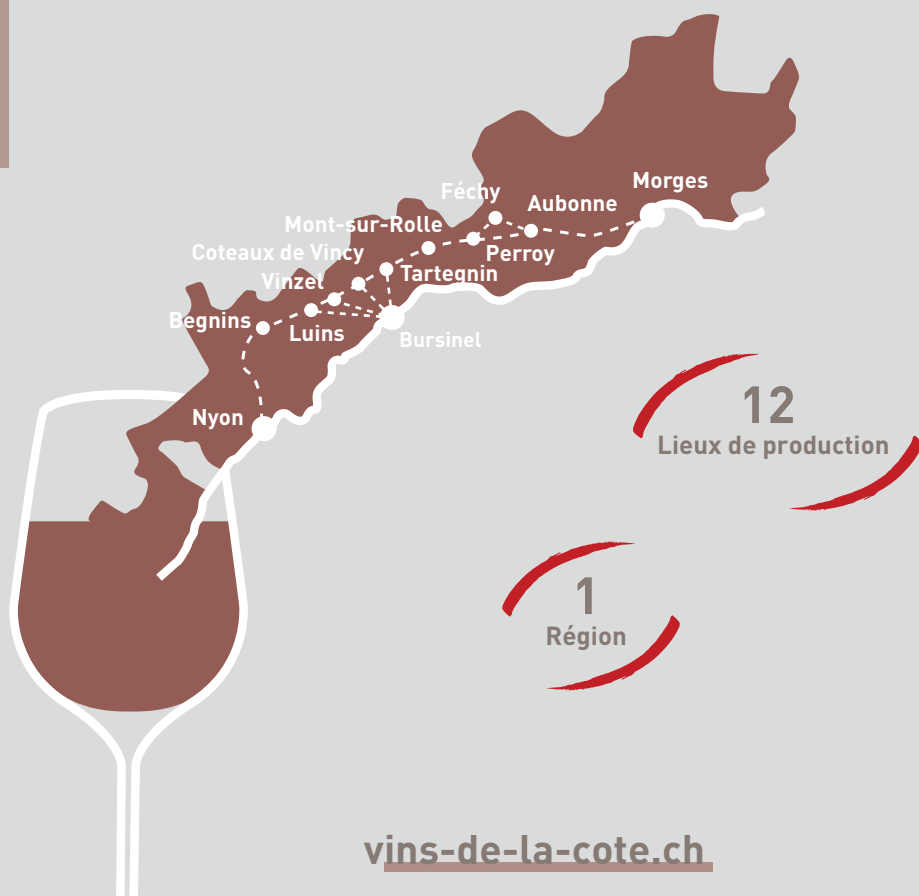 Morges
Féchy
Aubonne
Mont-sur-Rolle
Perroy
Coteaux de Vincy
Tartegnin
Vinzel
Begnins
Luins
Bursinel
Nyon
12
Lieux de production
1
Région
vins-de-la-cote.ch